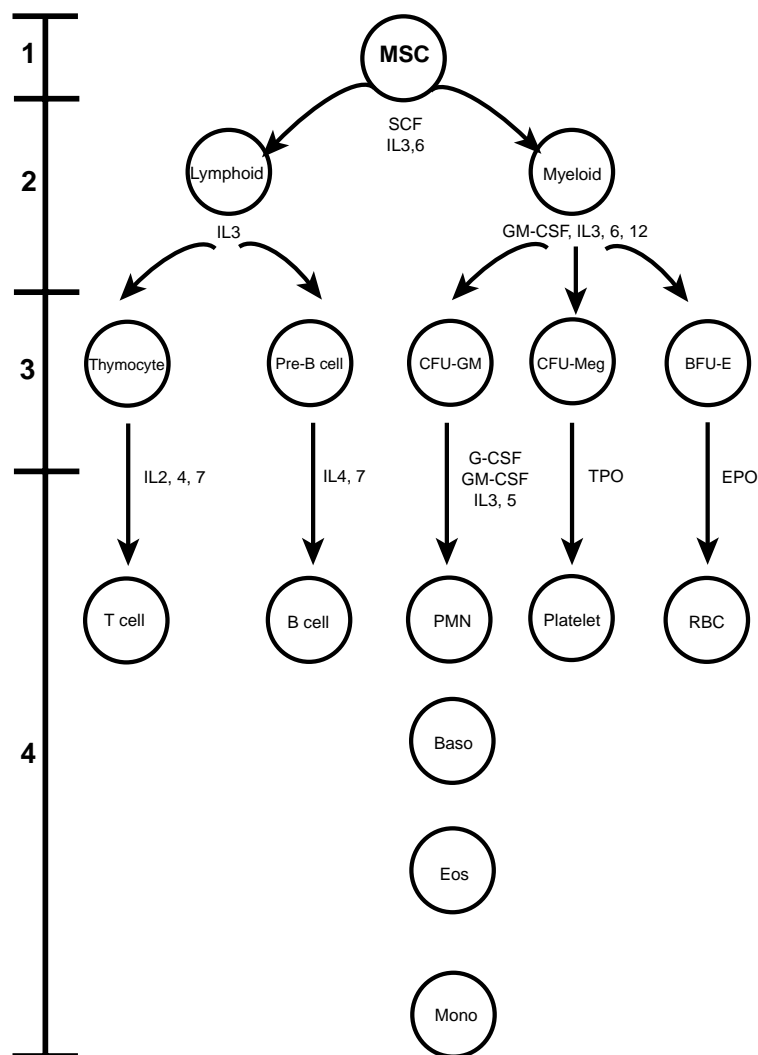 1
MSC
SCF
IL3,6
2
Lymphoid
Myeloid
IL3
GM-CSF, IL3, 6, 12
3
Thymocyte
Pre-B cell
CFU-GM
CFU-Meg
BFU-E
IL2, 4, 7
IL4, 7
G-CSF
GM-CSF
IL3, 5
TPO
EPO
T cell
B cell
PMN
Platelet
RBC
4
Baso
Eos
Mono